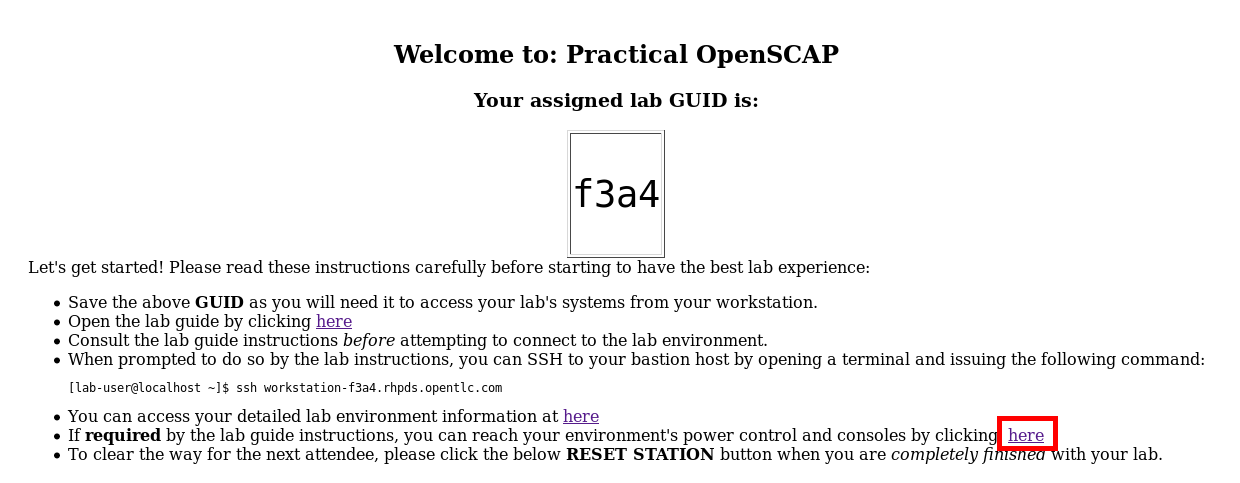 Welcome to: Practical OpenSCAP
Your assigned lab GUID is:
f3a4
Let's get started! Please read these instructions carefully before starting to have the best lab experience:
• Save the above GUID as you will need it to access your lab's systems from your workstation.
• Open the lab guide by clicking here
• Consult the lab guide instructions before attempting to connect to the lab environment.
• When prompted to do so by the lab instructions, you can SSH to your bastion host by opening a terminal and issuing the following command:
[lab-user@localhost ~]$ ssh workstation-f3a4.rhpds.opentlc.com
• You can access your detailed lab environment information at here
• If required by the lab guide instructions, you can reach your environment's power control and consoles by clicking here
• To clear the way for the next attendee, please click the below RESET STATION button when you are completely finished with your lab.